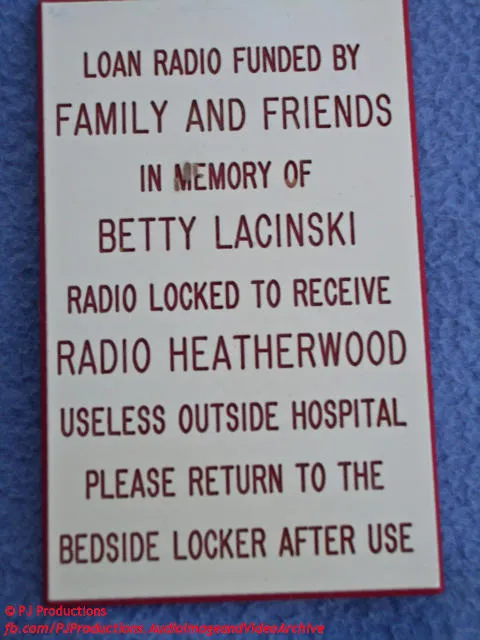 LOAN RADIO FUNDED BY
FAMILY AND FRIENDS
IN MEMORY OF
BETTY LACINSKI
RADIO LOCKED TO RECEIVE
RADIO HEATHERWOOD
USELESS OUTSIDE HOSPITAL
PLEASE RETURN TO THE
BEDSIDE LOCKER AFTER USE
© PJ Productions
fb.com/PJProductions.AudioImageandVideoArchive